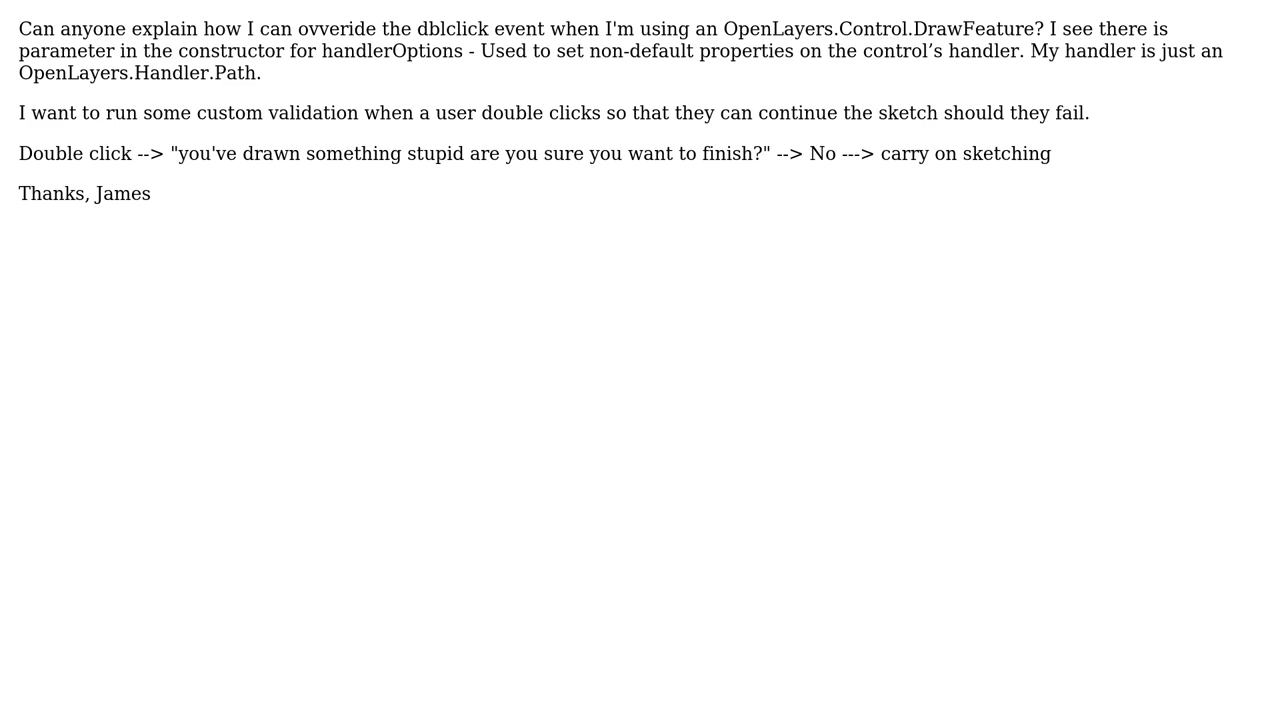 Can anyone explain how I can ovveride the dblclick event when I'm using an OpenLayers.Control.DrawFeature? I see there is
parameter in the constructor for handlerOptions - Used to set non-default properties on the control’s handler. My handler is just an
OpenLayers.Handler.Path.
I want to run some custom validation when a user double clicks so that they can continue the sketch should they fail.
Double click --> "you've drawn something stupid are you sure you want to finish?" --> No ---> carry on sketching
Thanks, James